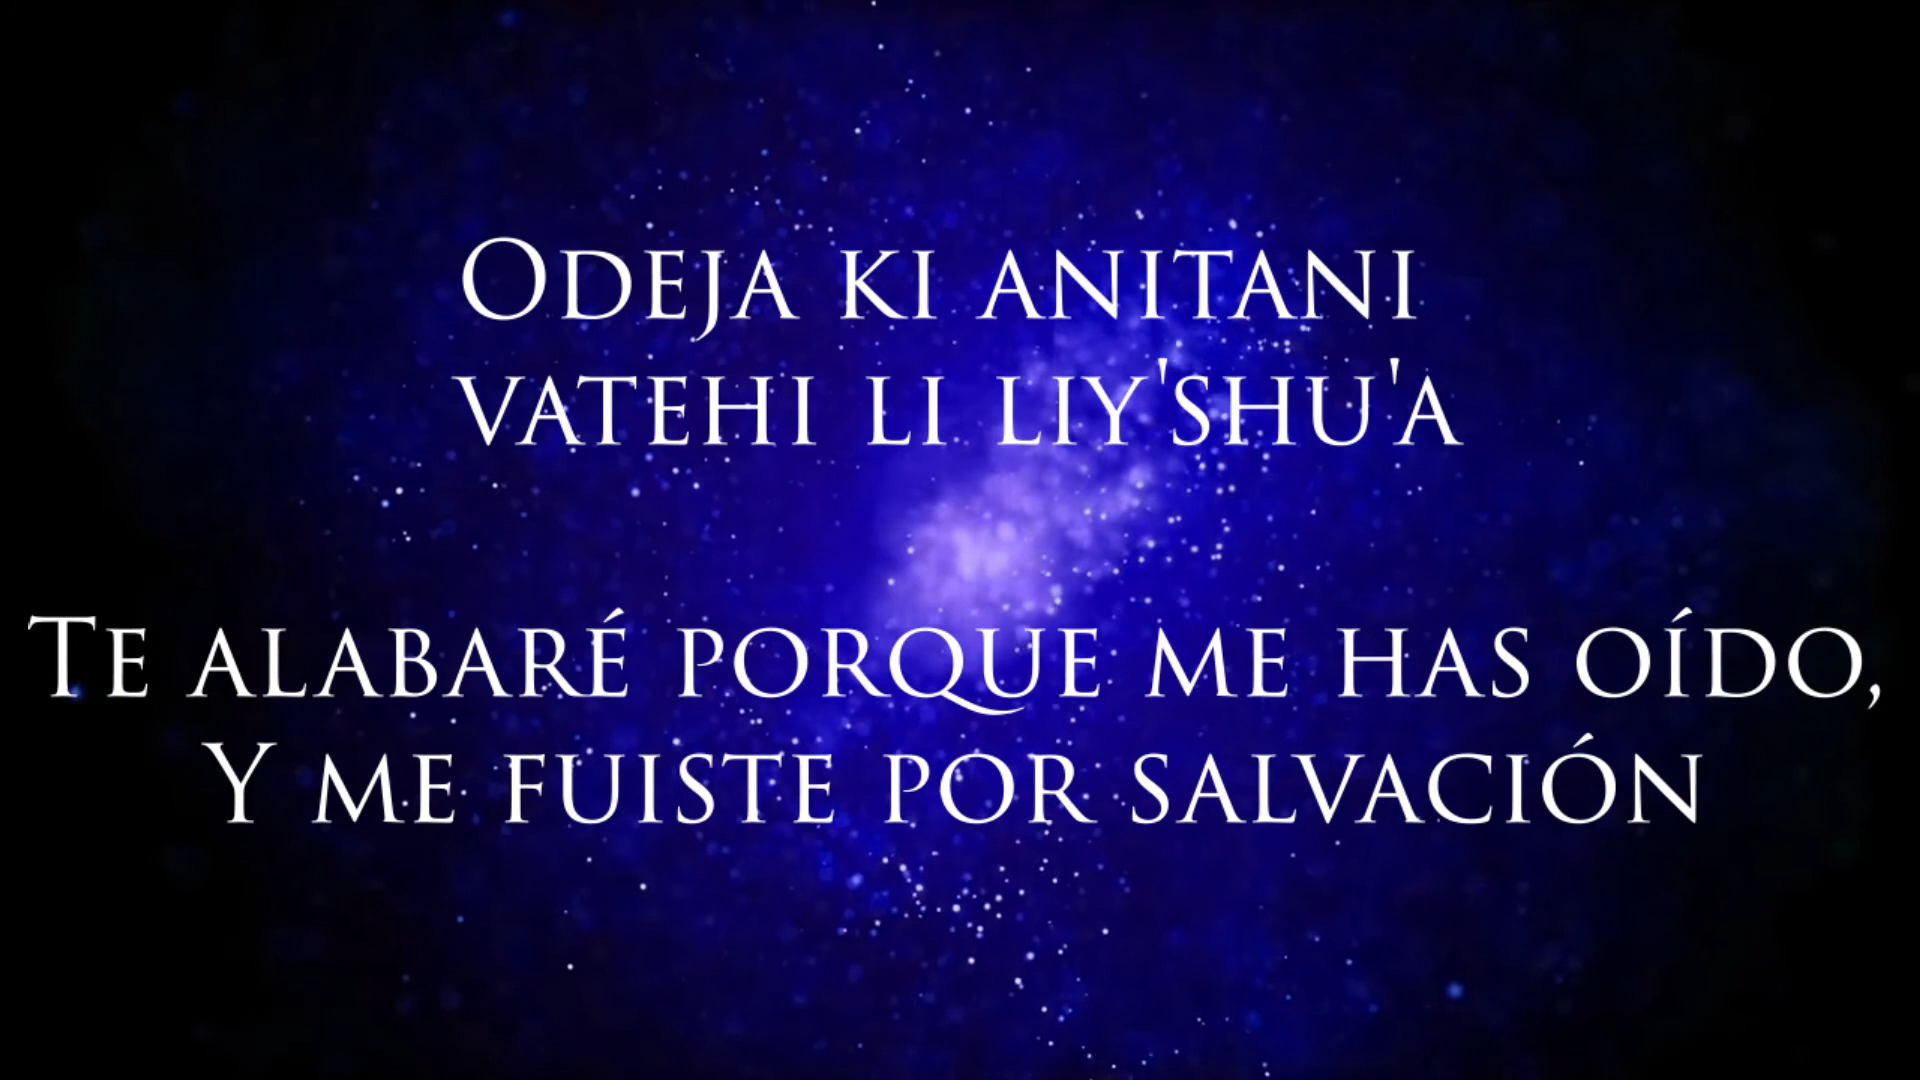 Odeja ki anitani
vatehi li liy'shu'a
Te alabaré porque me has oído,
Y me fuiste por salvación